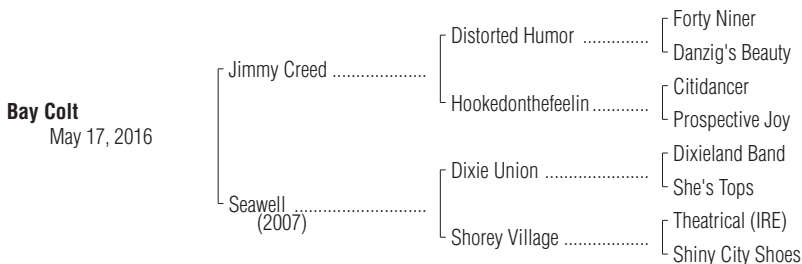 Forty Niner
Distorted Humor ..............
Danzig's Beauty
Jimmy Creed ....................
Citidancer
Hookedonthefeelin ............
Prospective Joy
Bay Colt
May 17, 2016
Dixieland Band
Dixie Union ......................
She's Tops
Seawell ............................
(2007)
Theatrical (IRE)
Shorey Village ..................
Shiny City Shoes